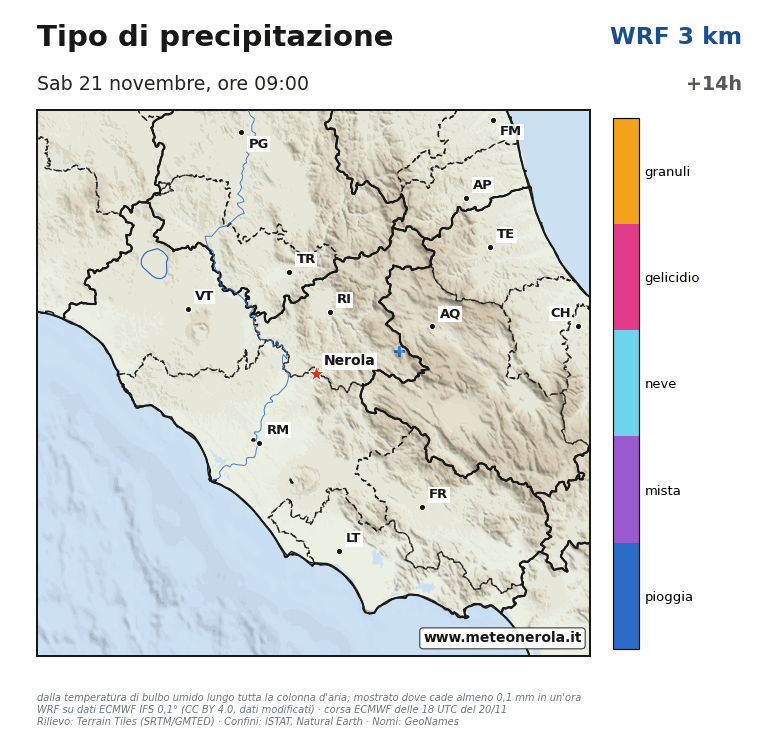 Tipo di precipitazione
WRF 3 km
Sab 21 novembre, ore 09:00
+14h
FM
PG
AP
TE
TR
VT
RI
AQ
CH
Nerola
RM
FR
LT
www.meteonerola.it
granuli
gelicidio
neve
mista
pioggia
dalla temperatura di bulbo umido lungo tutta la colonna d'aria; mostrato dove cade almeno 0,1 mm in un'ora
WRF su dati ECMWF IFS 0,1° (CC BY 4.0, dati modificati) · corsa ECMWF delle 18 UTC del 20/11
Rilievo: Terrain Tiles (SRTM/GMTED) · Confini: ISTAT, Natural Earth · Nomi: GeoNames